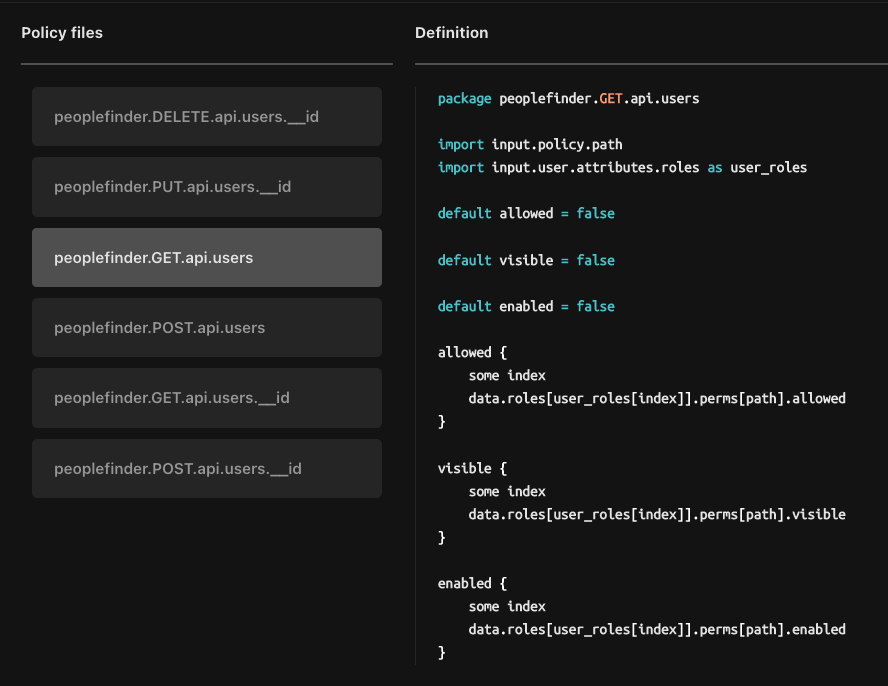 Policy files
peoplefinder.DELETE.api.users.__id
peoplefinder.PUT.api.users.__id
peoplefinder.GET.api.users
peoplefinder.POST.api.users
peoplefinder.GET.api.users.__id
peoplefinder.POST.api.users.__id
Definition
package peoplefinder.GET.api.users
import input.policy.path
import input.user.attributes.roles as user_roles
default allowed = false
default visible = false
default enabled = false
allowed {
    some index
    data.roles[user_roles[index]].perms[path].allowed
}
visible {
    some index
    data.roles[user_roles[index]].perms[path].visible
}
enabled {
    some index
    data.roles[user_roles[index]].perms[path].enabled
}